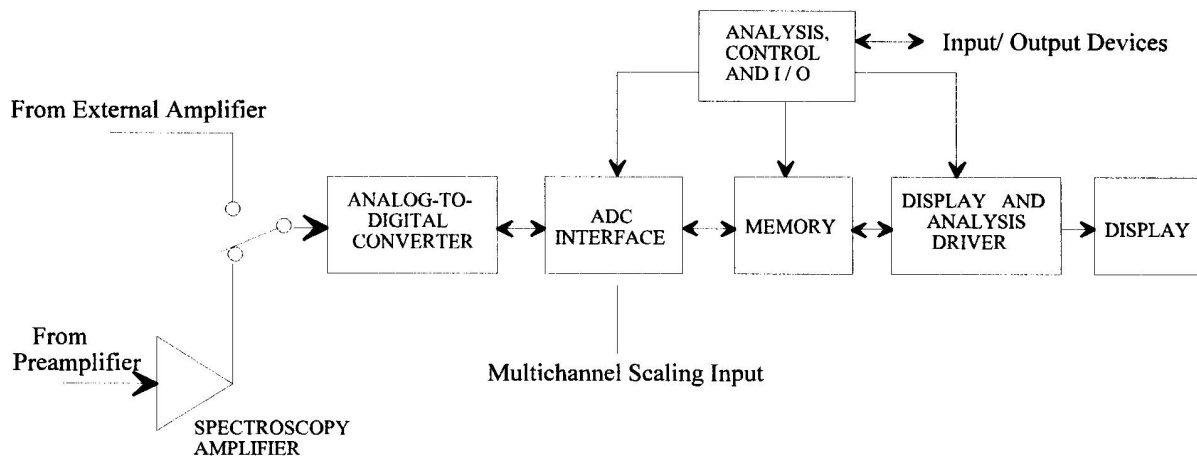 ANALYSIS,
CONTROL
AND I / O
Input/ Output Devices
From External Amplifier
ANALOG-TO-
DIGITAL
CONVERTER
ADC
INTERFACE
MEMORY
DISPLAY AND
ANALYSIS
DRIVER
DISPLAY
From
Preamplifier
Multichannel Scaling Input
SPECTROSCOPY
AMPLIFIER